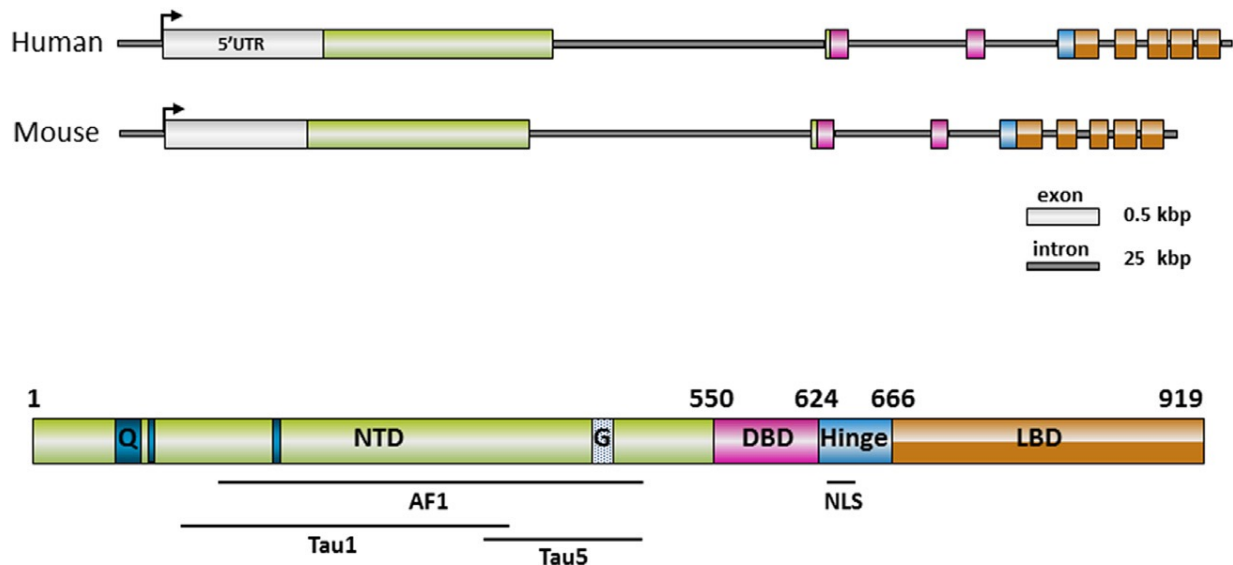 Human 5'UTR
Mouse
exon
0.5 kbp
intron
25 kbp
1 550 624 666 919
Q NTD G DBD Hinge LBD
AF1 NLS
Tau1 Tau5